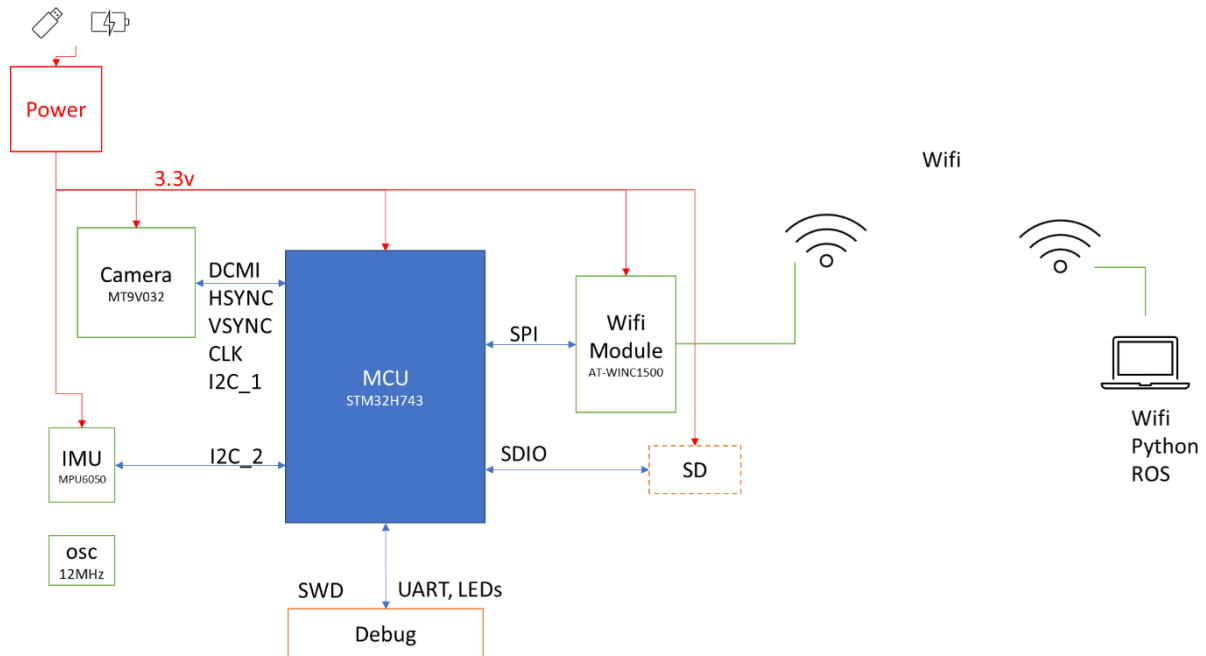 Power
3.3v
Wifi
Camera
MT9V032
DCMI
HSYNC
VSYNC
CLK
I2C_1
MCU
STM32H743
SPI
Wifi
Module
AT-WINC1500
Wifi
Python
ROS
IMU
MPU6050
I2C_2
SDIO
SD
osc
12MHz
SWD
UART, LEDs
Debug